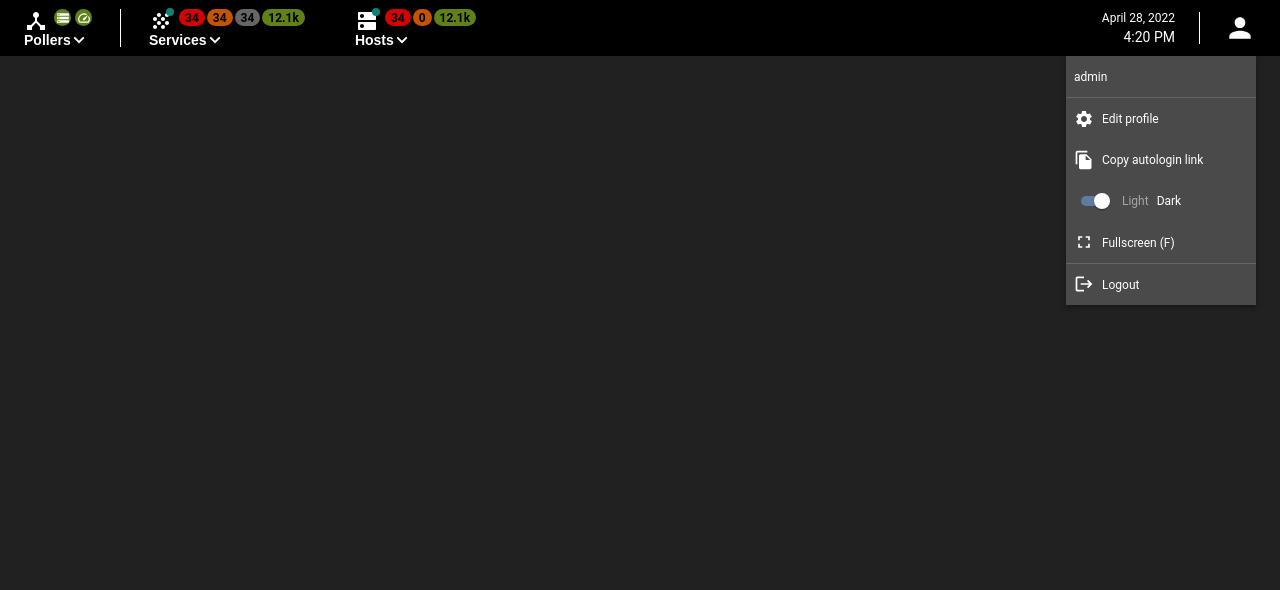 34 34 34 12.1k
34 0 12.1k
Pollers
Services
Hosts
April 28, 2022
4:20 PM
admin
Edit profile
Copy autologin link
Light Dark
Fullscreen (F)
Logout